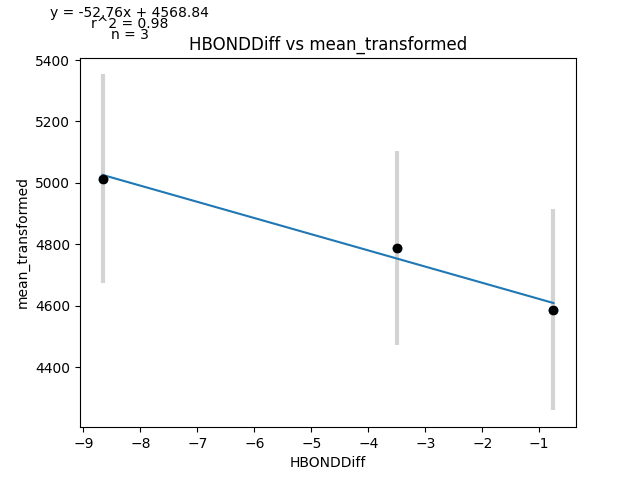 y = -52.76x + 4568.84
r^2 = 0.98
n = 3
HBONDDiff vs mean_transformed
5400
5200
5000
4800
4600
4400
mean_transformed
−9 −8 −7 −6 −5 −4 −3 −2 −1
HBONDDiff